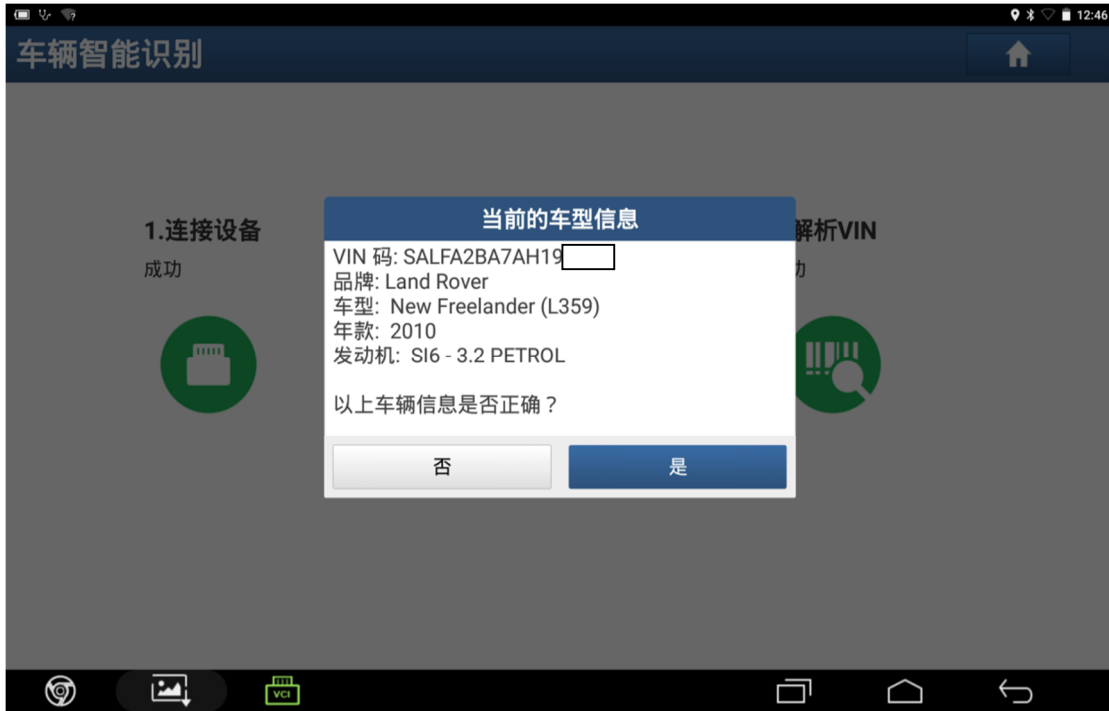 12:46
车辆智能识别
当前的车型信息
1.连接设备
成功
VIN 码: SALFA2BA7AH19
品牌: Land Rover
车型: New Freelander (L359)
年款: 2010
发动机: SI6 - 3.2 PETROL
以上车辆信息是否正确？
否
是
解析VIN
VCI